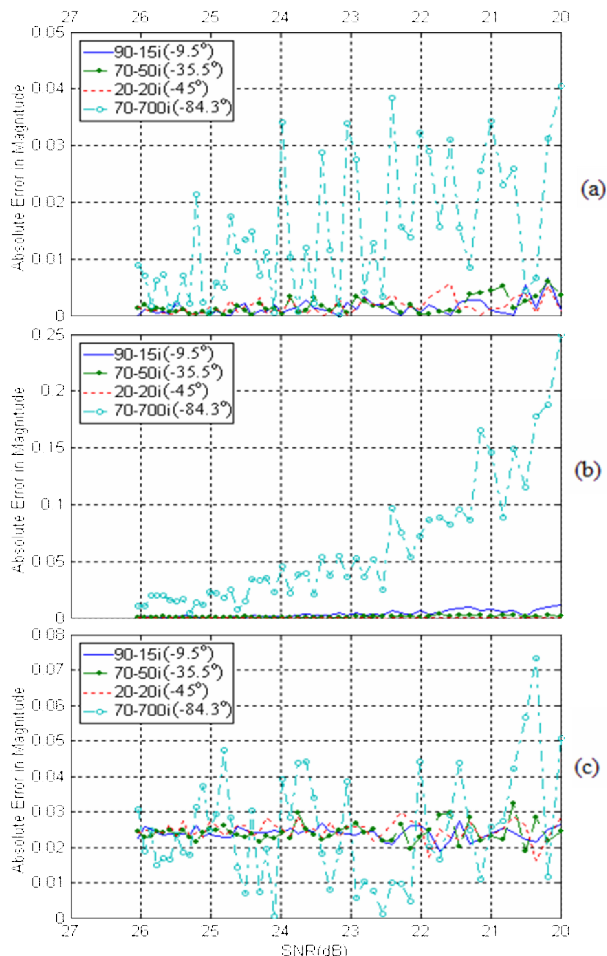 27 26 25 24 23 22 21 20
0.05
0.04
0.03
0.02
0.01
0
Absolute Error in Magnitude
90-15i(-9.5°)
70-50i(-35.5°)
20-20i(-45°)
70-700i(-84.3°)
(a)
0.25
0.2
0.15
0.1
0.05
0
Absolute Error in Magnitude
90-15i(-9.5°)
70-50i(-35.5°)
20-20i(-45°)
70-700i(-84.3°)
(b)
0.08
0.07
0.06
0.05
0.04
0.03
0.02
0.01
0
Absolute Error in Magnitude
90-15i(-9.5°)
70-50i(-35.5°)
20-20i(-45°)
70-700i(-84.3°)
(c)
27 26 25 24 23 22 21 20
SNR(dB)